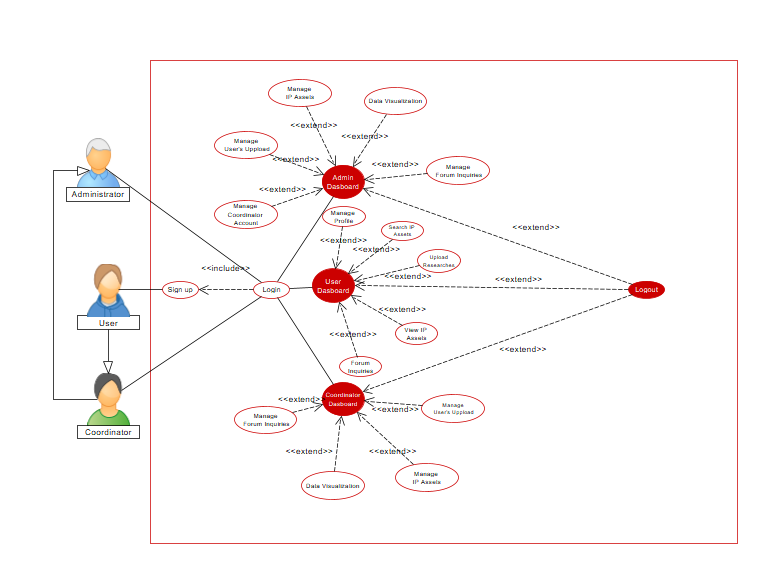 Manage
IP Assets
Data Visualization
<<extend>>
<<extend>>
Manage
User's Uppload
<<extend>>
<<extend>>
Manage
Forum Inquiries
Admin
Dasboard
<<extend>>
Manage
Coordinator
Account
Administrator
Manage
Profile
Search IP
Assets
<<extend>>
<<extend>>
<<extend>>
Upload
Researches
<<include>>
<<extend>>
<<extend>>
Sign up
Login
User
Dasboard
Logout
<<extend>>
User
<<extend>>
View IP
Assets
<<extend>>
Forum
Inquiries
Coordinator
Dasboard
<<extend>>
<<extend>>
Manage
User's Uppload
Manage
Forum Inquiries
Coordinator
<<extend>>
<<extend>>
Manage
IP Assets
Data Visualization